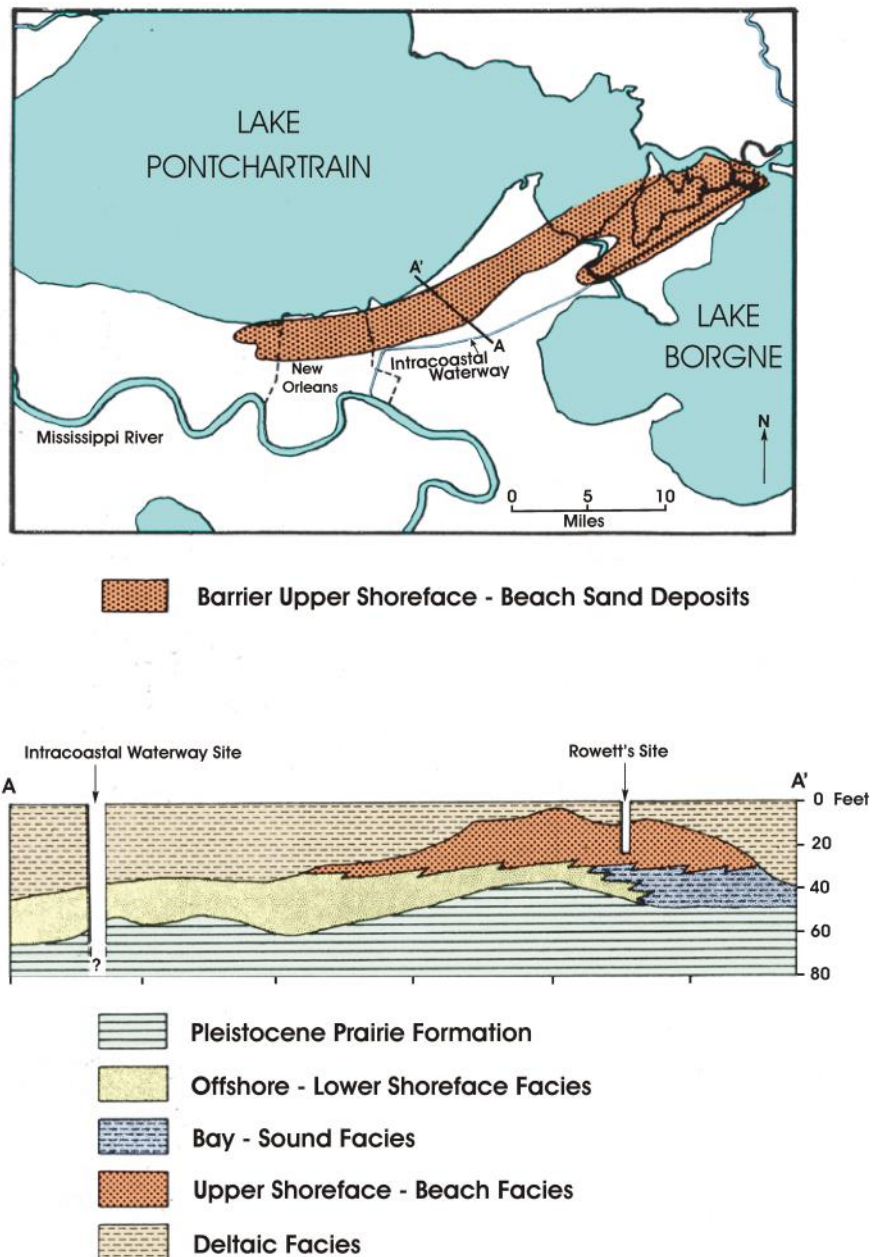 LAKE
PONTCHARTRAIN
A'
A
LAKE
BORGNE
New
Orleans
Intracoastal
Waterway
Mississippi River
N
0 5 10
Miles
Barrier Upper Shoreface - Beach Sand Deposits
Intracoastal Waterway Site
Rowett's Site
A
A'
0 Feet
20
40
60
80
?
Pleistocene Prairie Formation
Offshore - Lower Shoreface Facies
Bay - Sound Facies
Upper Shoreface - Beach Facies
Deltaic Facies